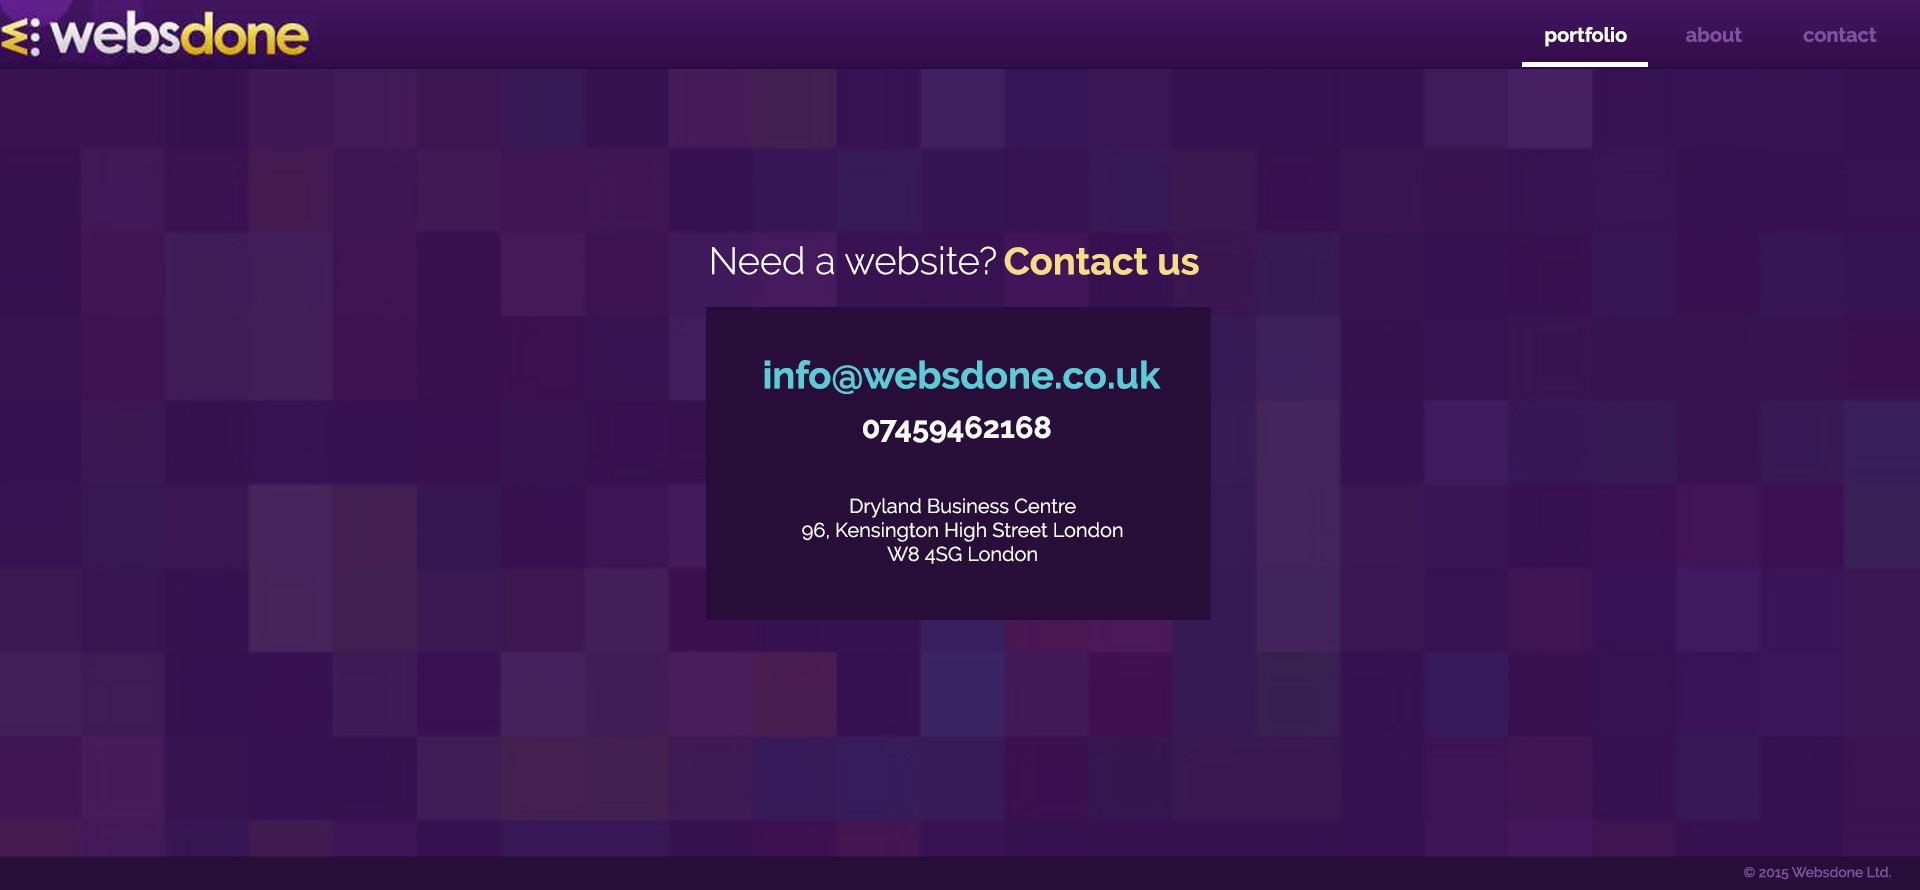 websdone
portfolio about contact
Need a website? Contact us
info@websdone.co.uk
07459462168
Dryland Business Centre
96, Kensington High Street London
W8 4SG London
© 2015 Websdone Ltd.